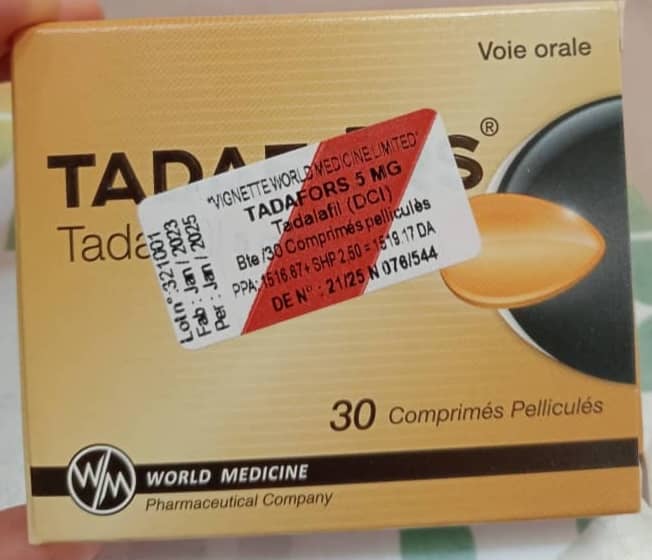 Voie orale
TADAFORS®
Tada
"VIGNETTE WORLD MEDICINE LIMITED"
TADAFORS 5 MG
Tadalafil (DCI)
Bte /30 Comprimés pelliculès
PPA: 1516.67+ SHP 2.50 = 1519.17 DA
DE N° : 21/25 N 076/544
Lot n° :321001
Fab : Jan / 2023
Per : Jan / 2025
30 Comprimés Pelliculés
WM WORLD MEDICINE
Pharmaceutical Company